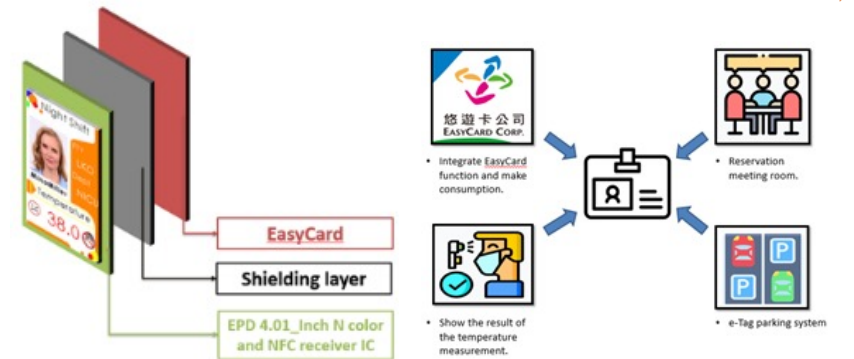 Night Shift
Temperature
38.0
EasyCard
Shielding layer
EPD 4.01_Inch N color
and NFC receiver IC
悠遊卡公司
EASYCARD CORP.
• Integrate EasyCard
function and make
consumption.
• Reservation
meeting room.
• Show the result of
the temperature
measurement.
P
P
• e-Tag parking system